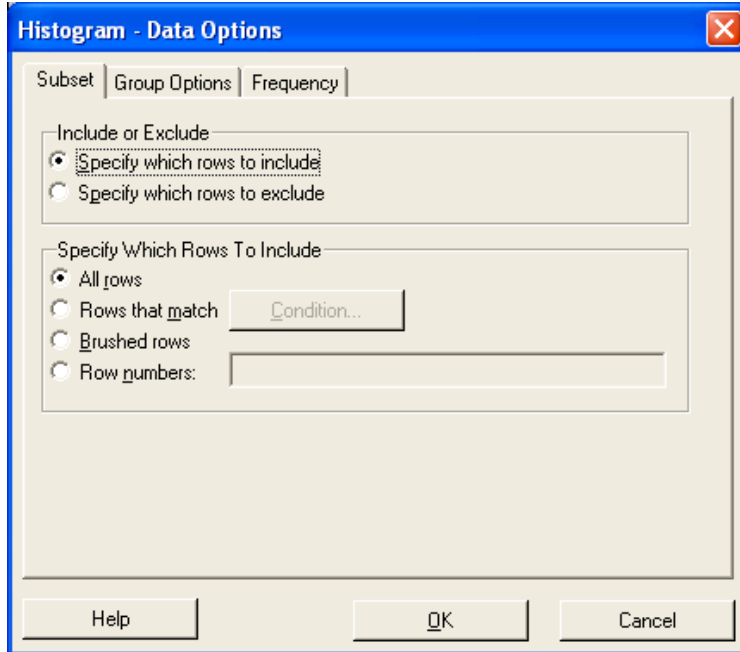 Histogram - Data Options
Subset Group Options Frequency
Include or Exclude
Specify which rows to include
Specify which rows to exclude
Specify Which Rows To Include
All rows
Rows that match Condition...
Brushed rows
Row numbers:
Help OK Cancel